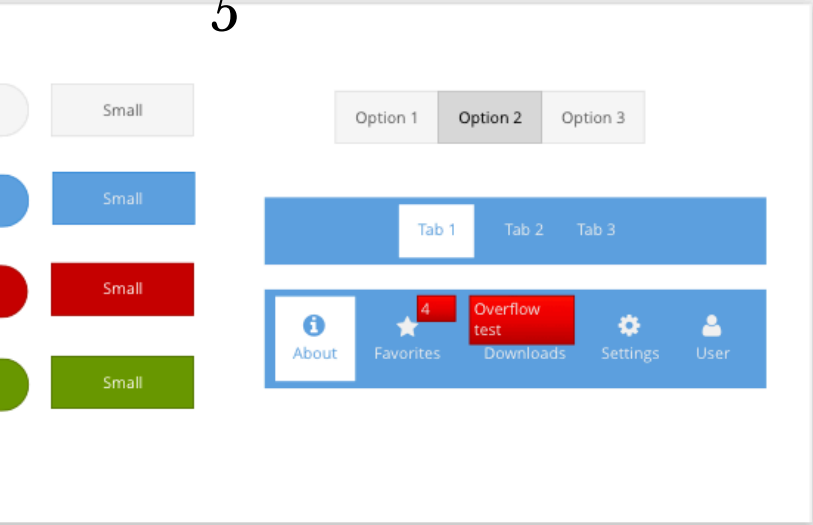 5
Small
Option 1 Option 2 Option 3
Small
Tab 1 Tab 2 Tab 3
Small
4
Overflow
test
About Favorites Downloads Settings User
Small